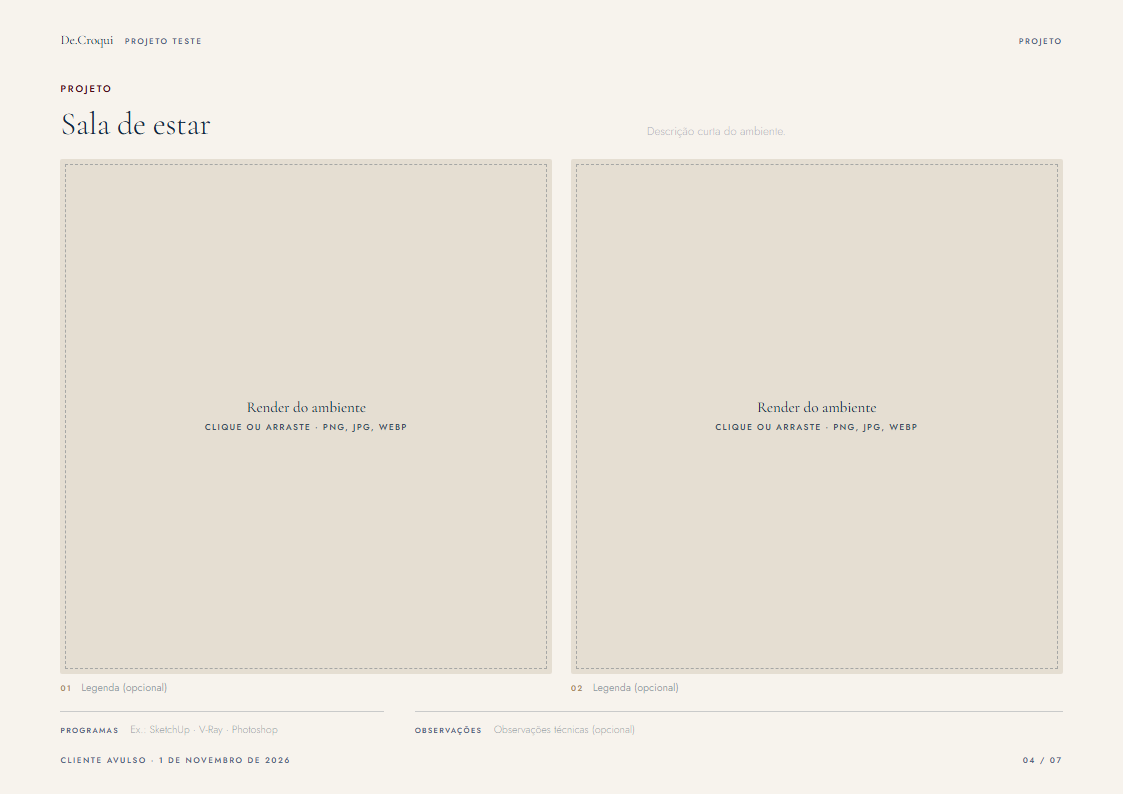 De.Croqui PROJETO TESTE PROJETO
PROJETO
Sala de estar
Descrição curta do ambiente.
Render do ambiente
CLIQUE OU ARRASTE · PNG, JPG, WEBP
Render do ambiente
CLIQUE OU ARRASTE · PNG, JPG, WEBP
01 Legenda (opcional)
02 Legenda (opcional)
PROGRAMAS Ex.: SketchUp · V-Ray · Photoshop
OBSERVAÇÕES Observações técnicas (opcional)
CLIENTE AVULSO · 1 DE NOVEMBRO DE 2026
04 / 07